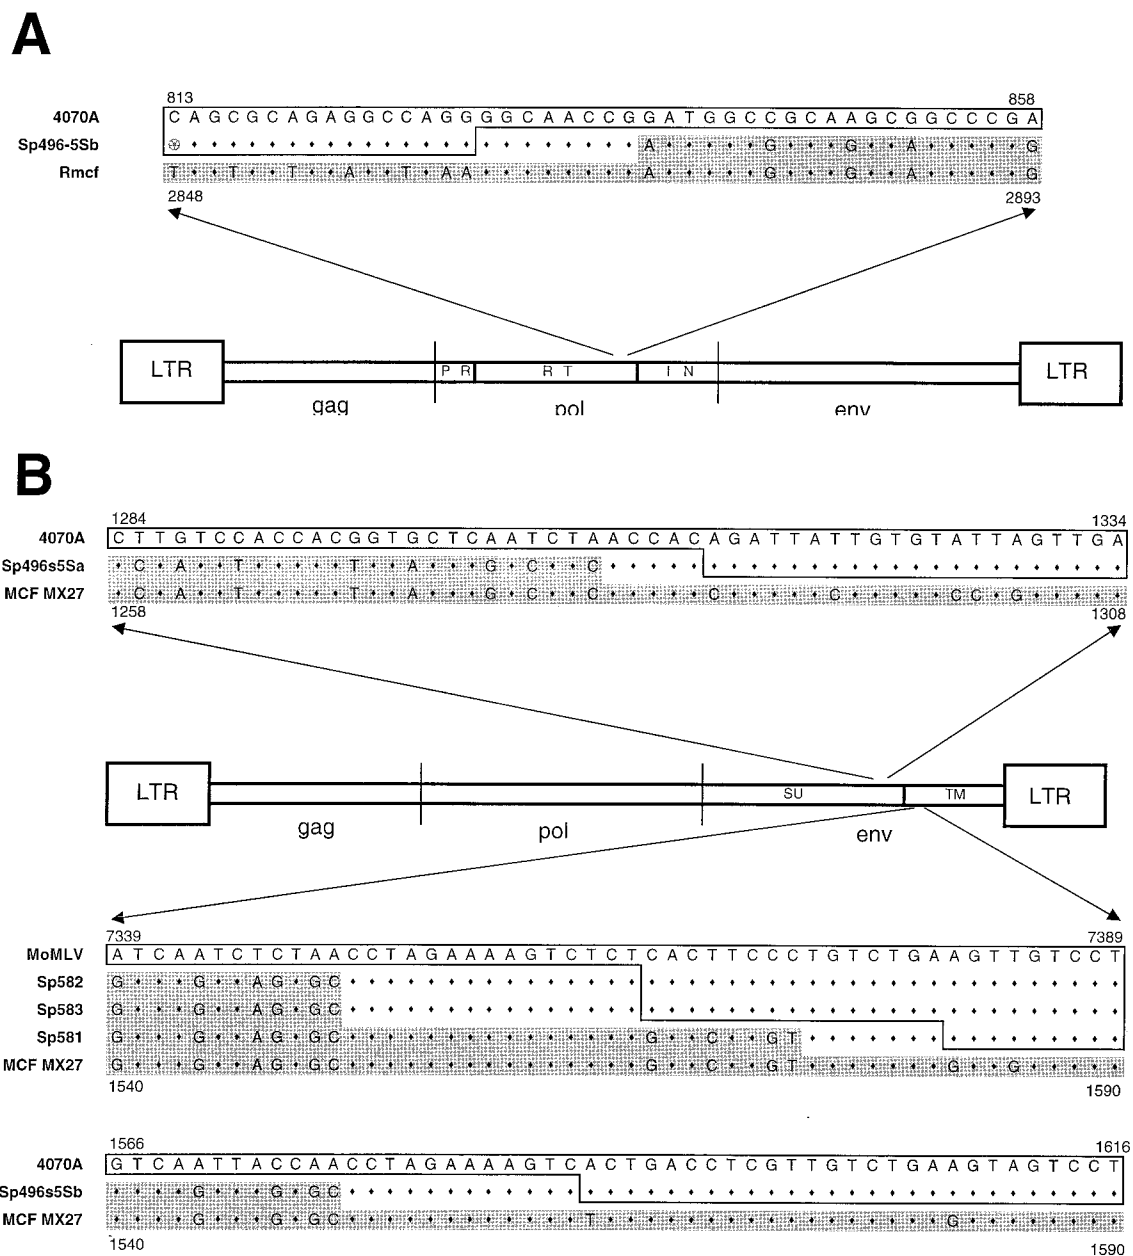 A
813 858
4070A C A G C G C A G A G G C C A G G G G C A A C C G G A T G G C C G C A A G C G G C C C G A
Sp496-5Sb ⊛ · · · · · · · · · · · · · · · · · · · · · · · A · · · · · G · · · G · · A · · · · · G
Rmcf T · · T · · T · · A · · T · A A · · · · · · · · A · · · · · G · · · G · · A · · · · · G
2848 2893
LTR P R R T I N LTR
gag pol env
B
1284 1334
4070A C T T G T C C A C C A C G G T G C T C A A T C T A A C C A C A G A T T A T T G T G T A T T A G T T G A
Sp496s5Sa · C · A · · T · · · · · T · · A · · · G · C · · C · · · · · · · · · · · · · · · · · · · · · · · · · ·
MCF MX27 · C · A · · T · · · · · T · · A · · · G · C · · C · · · · · C · · · · · C · · · · · C C · G · · · · ·
1258 1308
LTR SU TM LTR
gag pol env
7339 7389
MoMLV A T C A A T C T C T A A C C T A G A A A A G T C T C T C A C T T C C C T G T C T G A A G T T G T C C T
Sp582 G · · · G · · A G · G C · · · · · · · · · · · · · · · · · · · · · · · · · · · · · · · · · · · · · · ·
Sp583 G · · · G · · A G · G C · · · · · · · · · · · · · · · · · · · · · · · · · · · · · · · · · · · · · · ·
Sp581 G · · · G · · A G · G C · · · · · · · · · · · · · · · G · · C · · G T · · · · · · · · · · · · · · · ·
MCF MX27 G · · · G · · A G · G C · · · · · · · · · · · · · · · G · · C · · G T · · · · · · · G · · G · · · · ·
1540 1590
1566 1616
4070A G T C A A T T A C C A A C C T A G A A A A G T C A C T G A C C T C G T T G T C T G A A G T A G T C C T
Sp496s5Sb · · · · G · · · G · G C · · · · · · · · · · · · · · · · · · · · · · · · · · · · · · · · · · · · · · ·
MCF MX27 · · · · G · · · G · G C · · · · · · · · · · · · T · · · · · · · · · · · · · · · · · G · · · · · · · ·
1540 1590